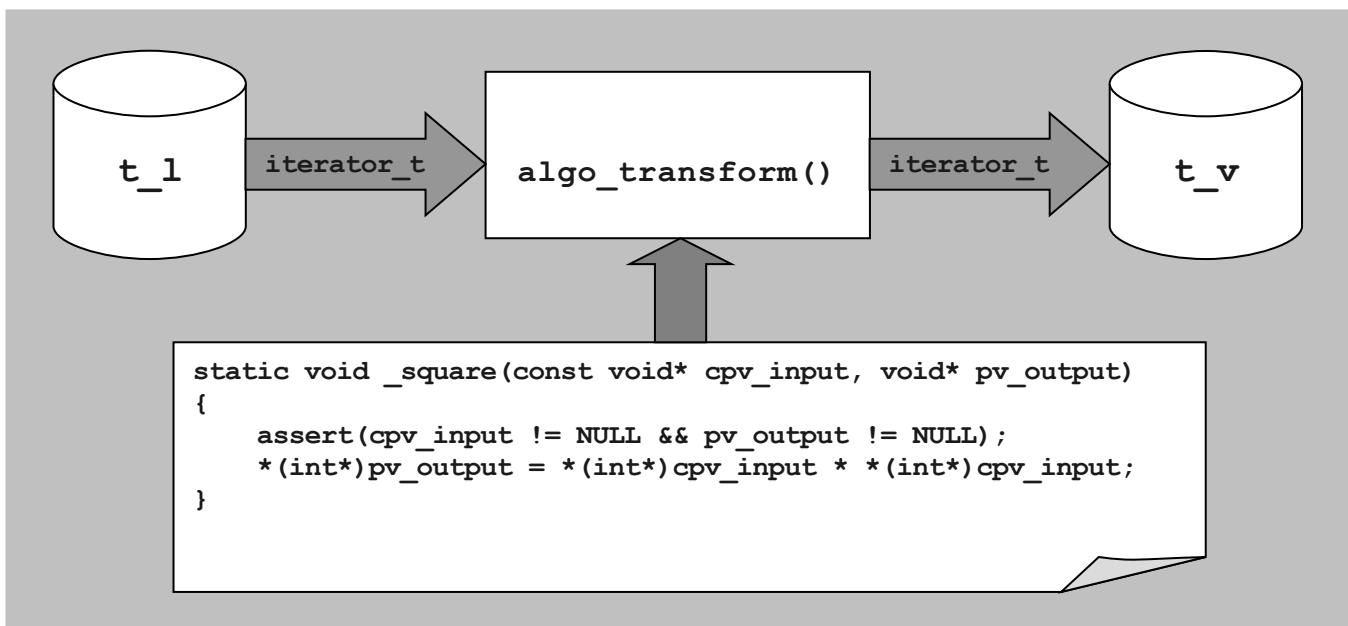 t_l
iterator_t
algo_transform()
iterator_t
t_v
static void _square(const void* cpv_input, void* pv_output)
{
    assert(cpv_input != NULL && pv_output != NULL);
    *(int*)pv_output = *(int*)cpv_input * *(int*)cpv_input;
}